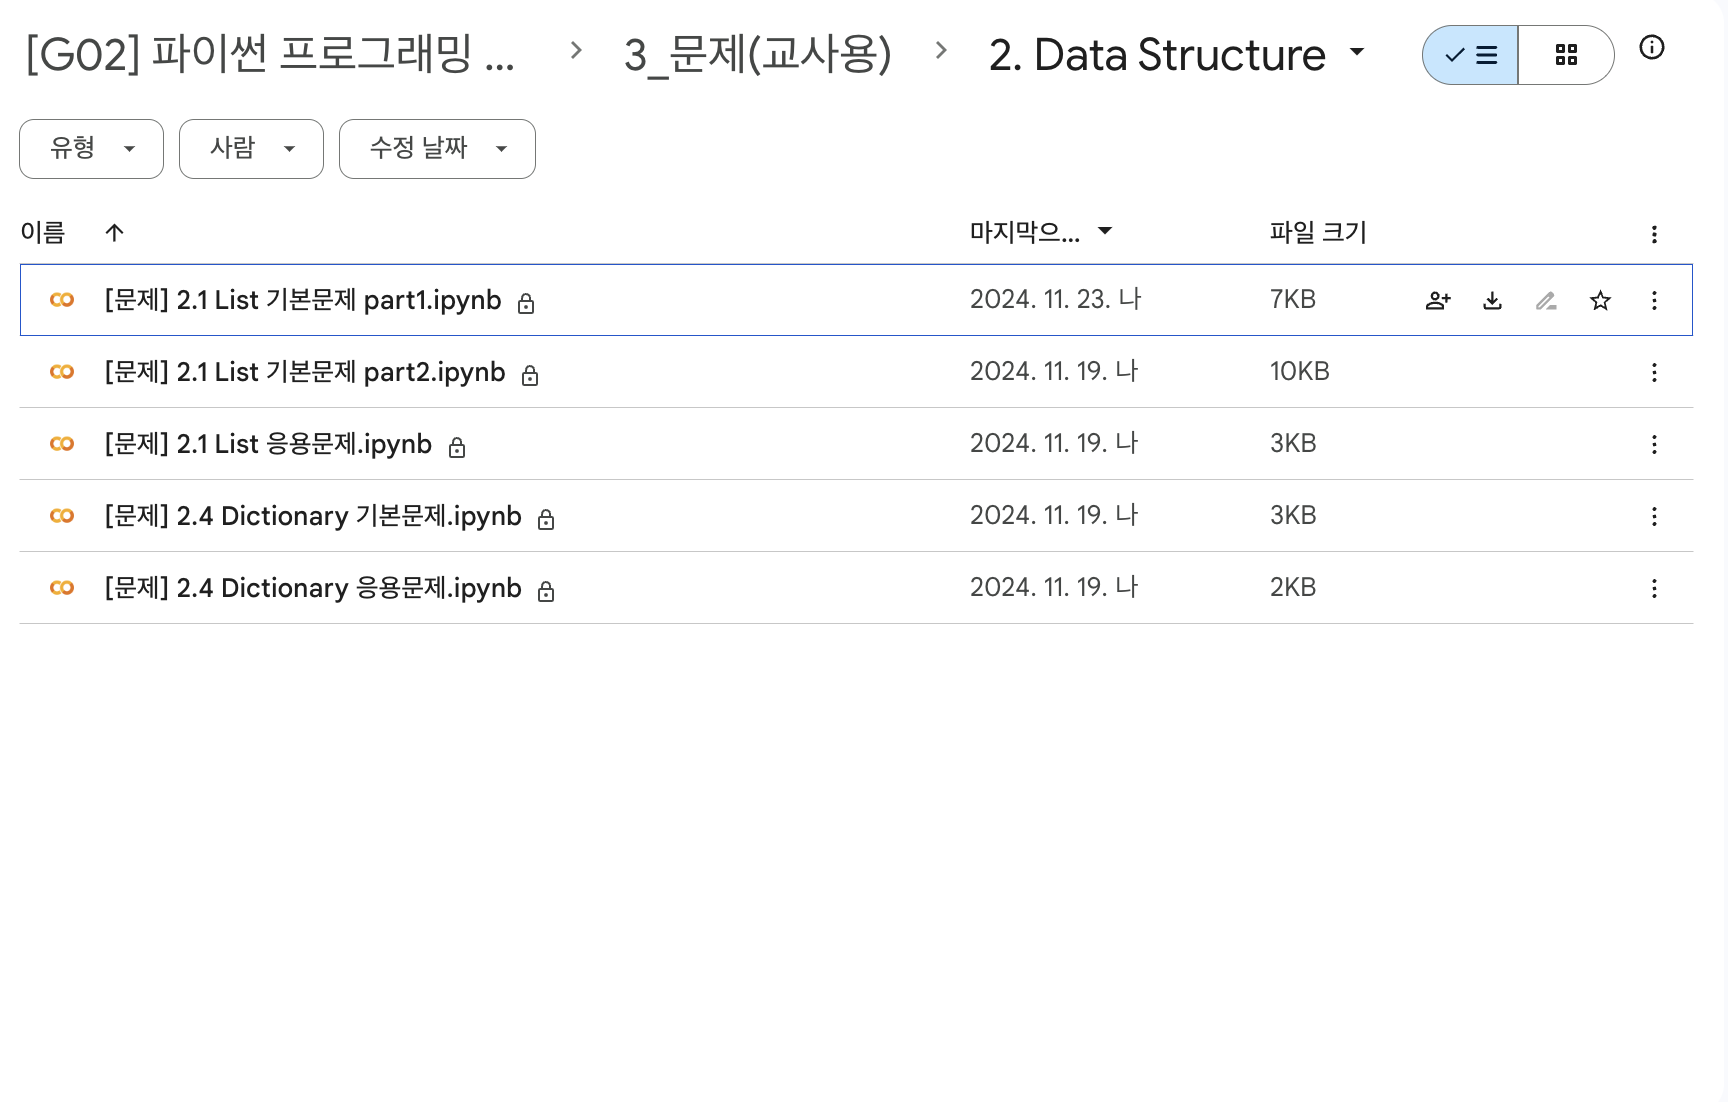 [G02] 파이썬 프로그래밍 ... > 3_문제(교사용) > 2. Data Structure
유형 사람 수정 날짜
이름 마지막으... 파일 크기
[문제] 2.1 List 기본문제 part1.ipynb 2024. 11. 23. 나 7KB
[문제] 2.1 List 기본문제 part2.ipynb 2024. 11. 19. 나 10KB
[문제] 2.1 List 응용문제.ipynb 2024. 11. 19. 나 3KB
[문제] 2.4 Dictionary 기본문제.ipynb 2024. 11. 19. 나 3KB
[문제] 2.4 Dictionary 응용문제.ipynb 2024. 11. 19. 나 2KB